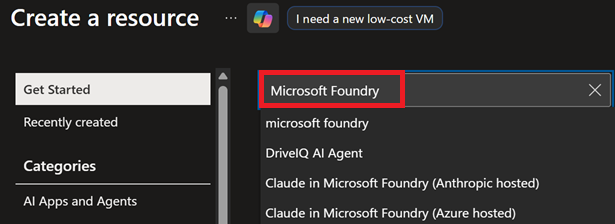 Create a resource
...
I need a new low-cost VM
Get Started
Recently created
Categories
AI Apps and Agents
Microsoft Foundry
microsoft foundry
DriveIQ AI Agent
Claude in Microsoft Foundry (Anthropic hosted)
Claude in Microsoft Foundry (Azure hosted)